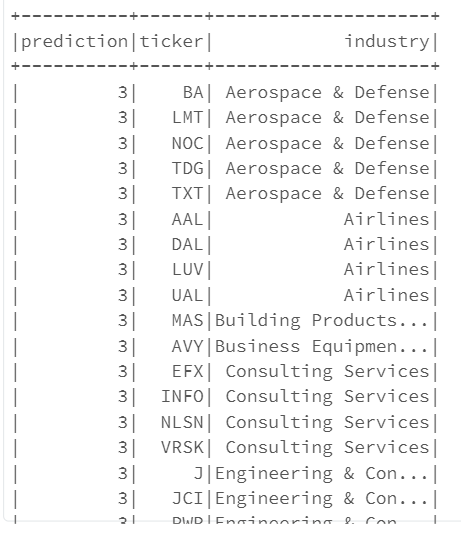 +----------+------+--------------------+
|prediction|ticker|            industry|
+----------+------+--------------------+
|         3|    BA| Aerospace & Defense|
|         3|   LMT| Aerospace & Defense|
|         3|   NOC| Aerospace & Defense|
|         3|   TDG| Aerospace & Defense|
|         3|   TXT| Aerospace & Defense|
|         3|   AAL|            Airlines|
|         3|   DAL|            Airlines|
|         3|   LUV|            Airlines|
|         3|   UAL|            Airlines|
|         3|   MAS|Building Products...|
|         3|   AVY|Business Equipmen...|
|         3|   EFX| Consulting Services|
|         3|  INFO| Consulting Services|
|         3|  NLSN| Consulting Services|
|         3|  VRSK| Consulting Services|
|         3|     J|Engineering & Con...|
|         3|   JCI|Engineering & Con...|
|         3|   PWR|Engineering & Con...|